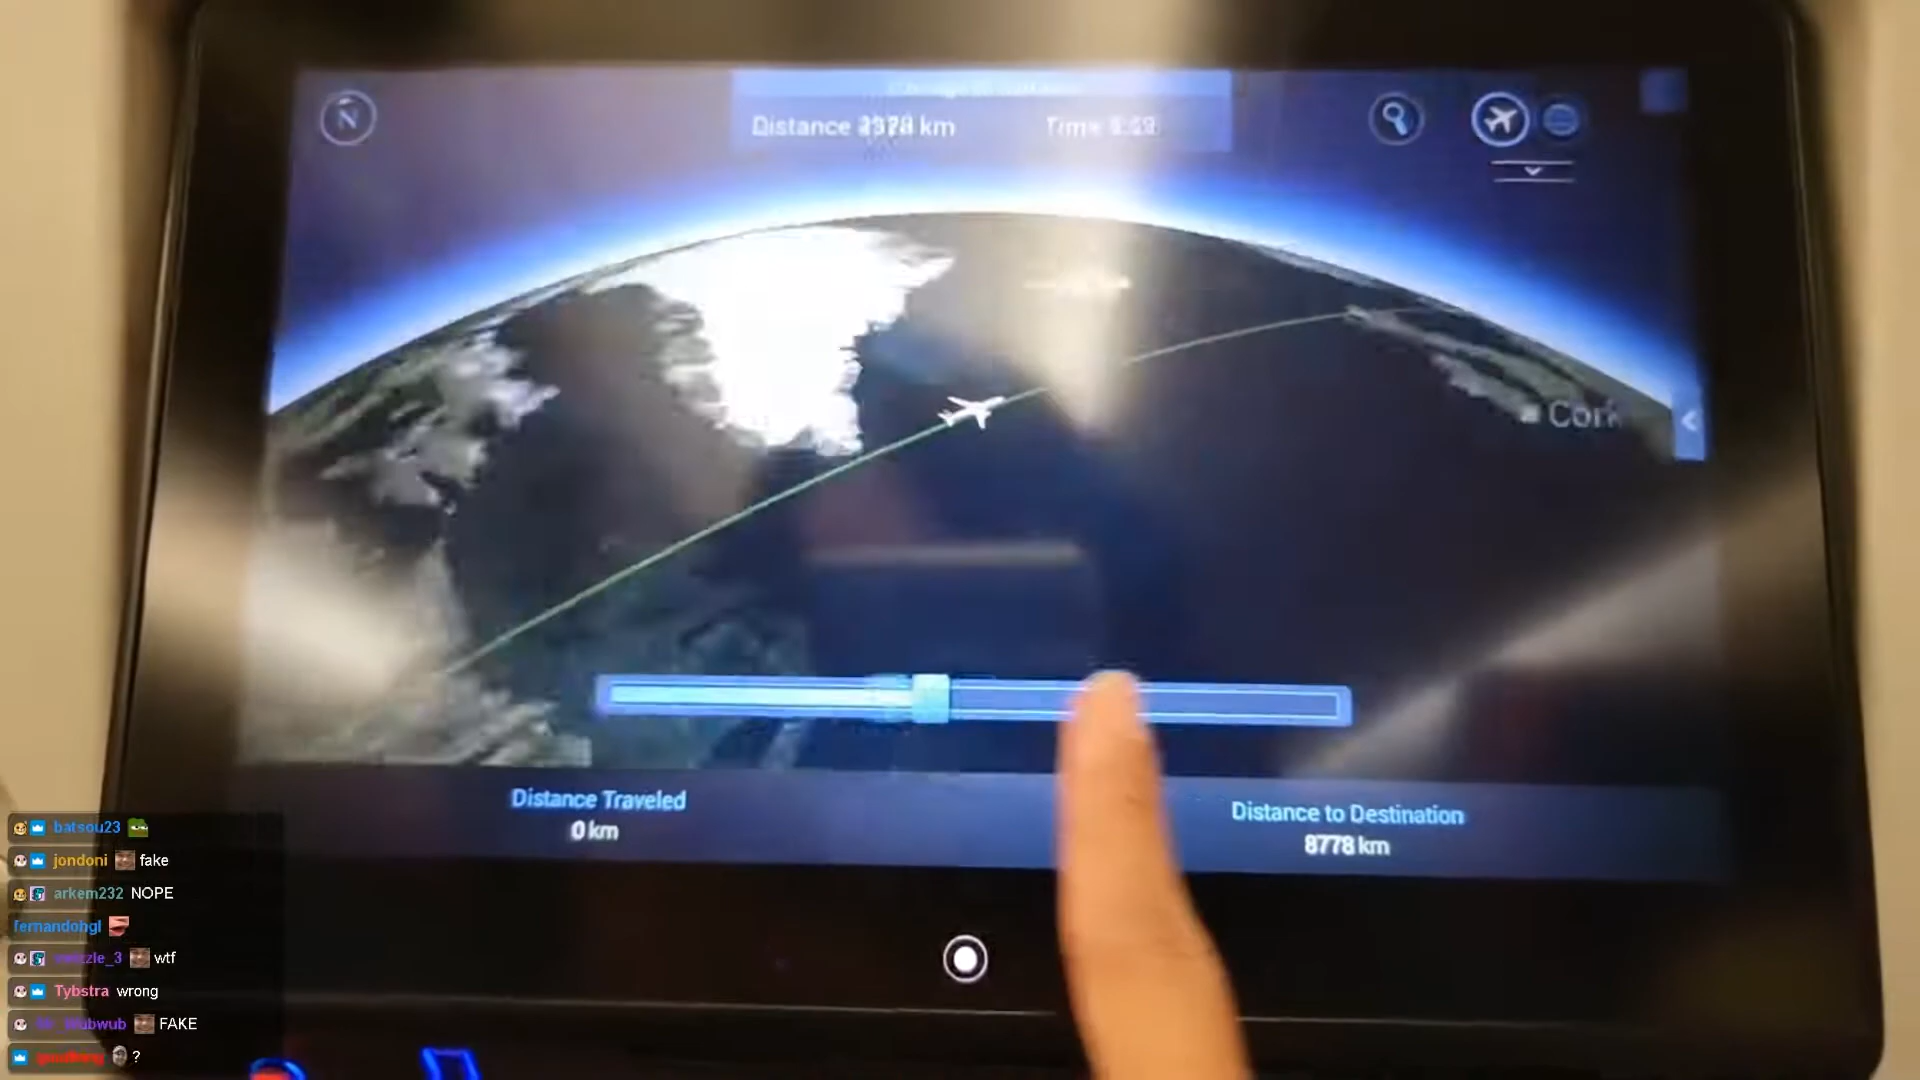 N
Distance km
Time
Cork
Distance Traveled
0 km
Distance to Destination
8778 km
batsou23
jondoni fake
arkem232 NOPE
fernandohgl
wtf
Tybstra wrong
FAKE
?